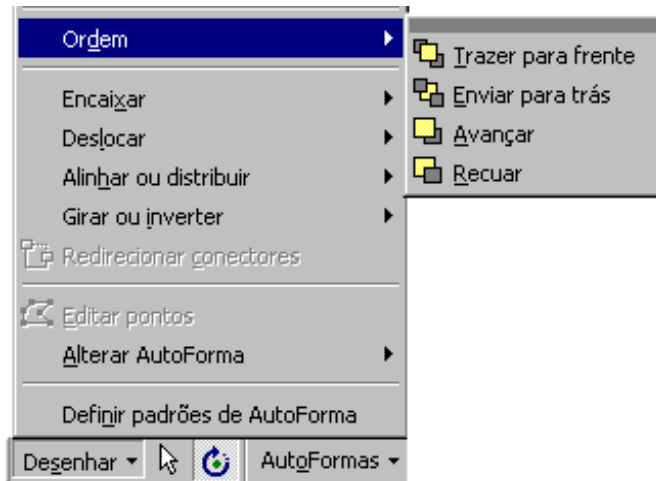 Ordem
Trazer para frente
Enviar para trás
Avançar
Recuar
Encaixar
Deslocar
Alinhar ou distribuir
Girar ou inverter
Redirecionar conectores
Editar pontos
Alterar AutoForma
Definir padrões de AutoForma
Desenhar
AutoFormas